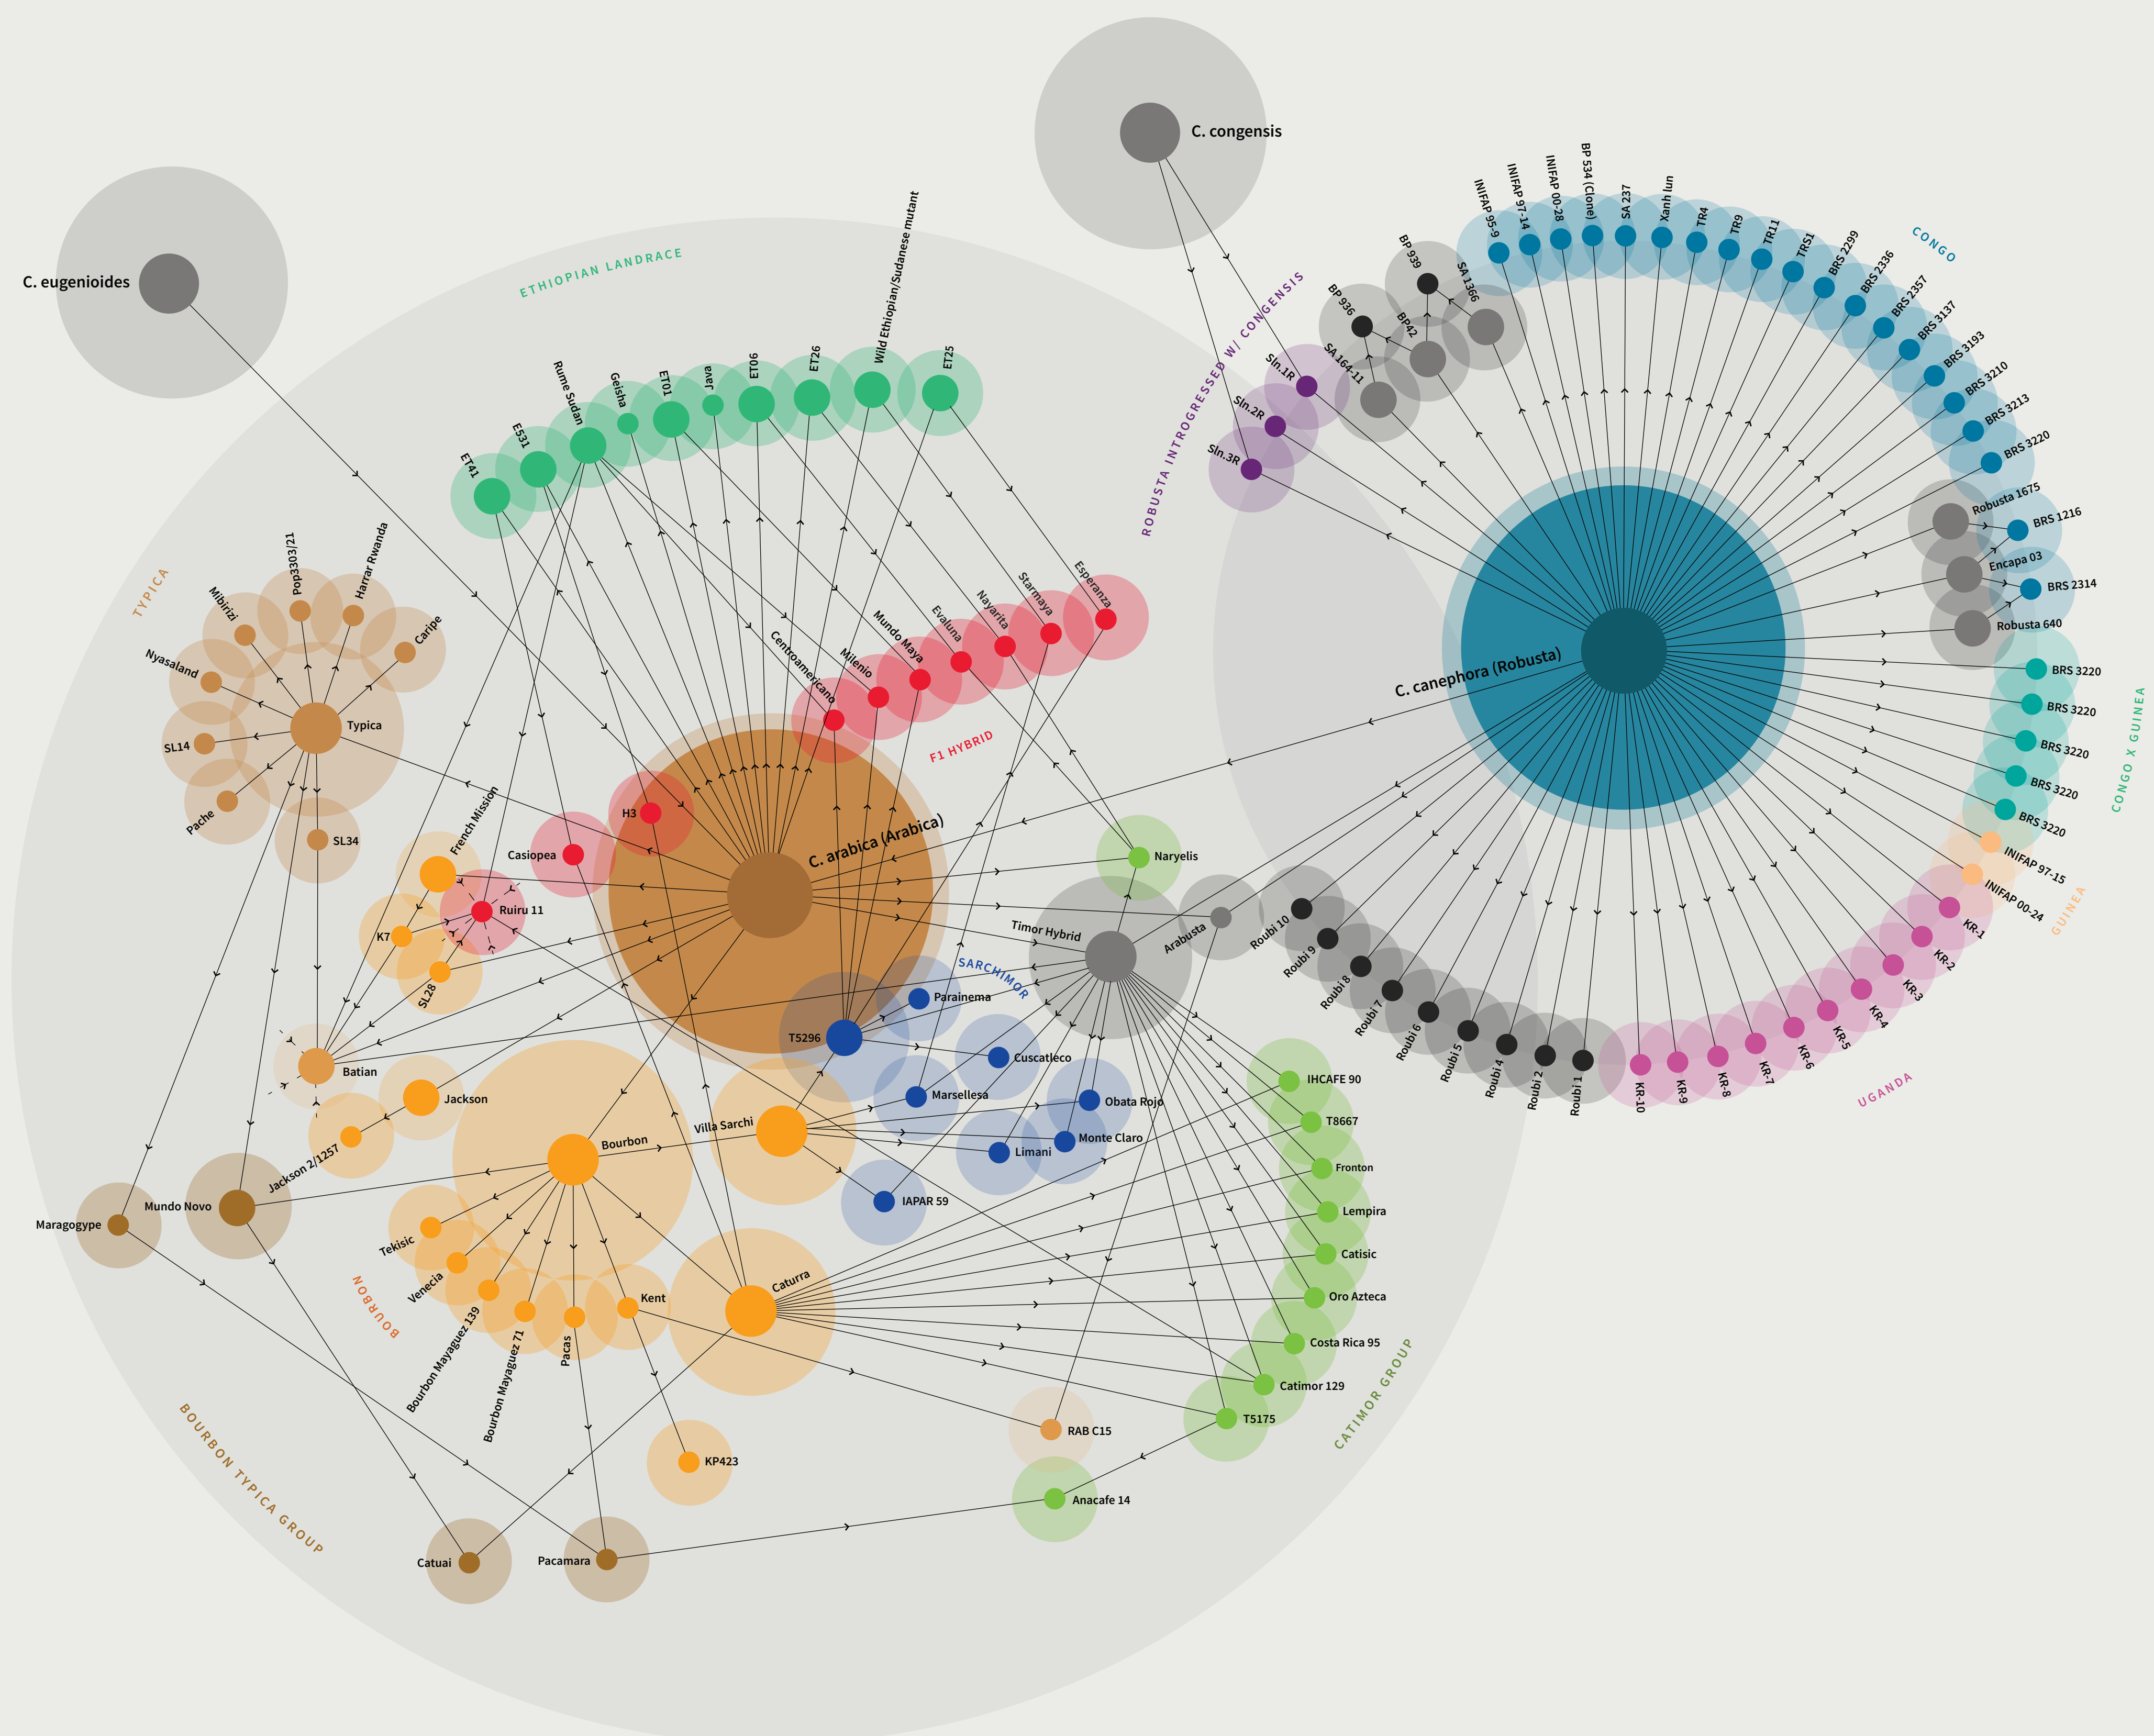 C. congensis
C. eugenioides
ETHIOPIAN LANDRACE
CONGO
ROBUSTA INTROGRESSED W/ CONGENSIS
INIFAP 95-9
INIFAP 97-14
INIFAP 00-28
BP 534 (Clone)
SA 237
Xanh lun
TR4
TR9
TR11
TRS1
BRS 2299
BRS 2336
BRS 2357
BRS 3137
BRS 3193
BRS 3210
BRS 3213
BRS 3220
Robusta 1675
BRS 1216
Encapa 03
BRS 2314
Robusta 640
BRS 3220
BRS 3220
BRS 3220
BRS 3220
BRS 3220
CONGO X GUINEA
INIFAP 97-15
INIFAP 00-24
GUINEA
KR-1
KR-2
KR-3
KR-4
KR-5
KR-6
KR-7
KR-8
KR-9
KR-10
UGANDA
Roubi 1
Roubi 2
Roubi 4
Roubi 5
Roubi 6
Roubi 7
Roubi 8
Roubi 9
Roubi 10
BP 939
SA 1366
BP 936
BP42
SA 164-11
Sln.1R
Sln.2R
Sln.3R
C. canephora (Robusta)
ET41
E531
Rume Sudan
Geisha
ET01
Java
ET06
ET26
Wild Ethiopian/Sudanese mutant
ET25
Centroamericano
Milenio
Mundo Maya
Evaluna
Nayarita
Starmaya
Esperanza
F1 HYBRID
TYPICA
Nyasaland
Mibirizi
Pop3303/21
Harrar Rwanda
Caripe
Typica
SL14
Pache
SL34
French Mission
H3
Casiopea
C. arabica (Arabica)
Ruiru 11
K7
SL28
Batian
Naryelis
Timor Hybrid
Arabusta
SARCHIMOR
Parainema
T5296
Cuscatleco
Marsellesa
Obata Rojo
Monte Claro
Limani
IAPAR 59
Jackson
Jackson 2/1257
Bourbon
Villa Sarchi
Mundo Novo
Maragogype
Tekisic
Venecia
Bourbon Mayaguez 139
Bourbon Mayaguez 71
Pacas
Kent
Caturra
BOURBON
IHCAFE 90
T8667
Fronton
Lempira
Catisic
Oro Azteca
Costa Rica 95
Catimor 129
T5175
CATIMOR GROUP
RAB C15
KP423
Anacafe 14
BOURBON TYPICA GROUP
Catuai
Pacamara